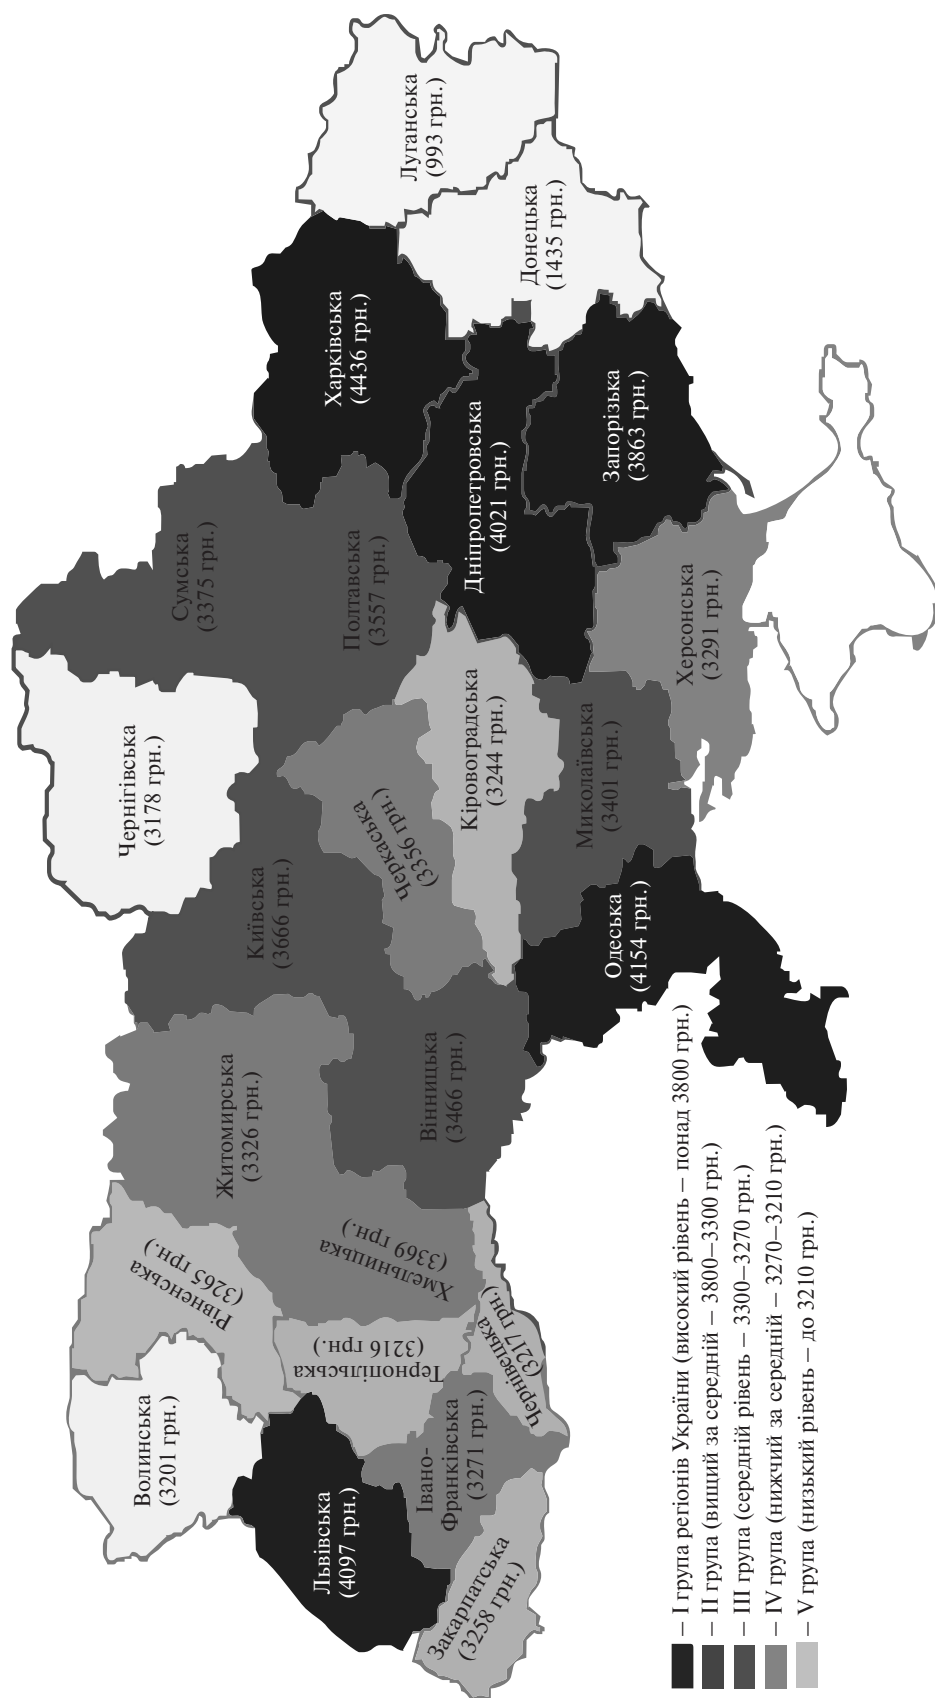 Волинська
(3201 грн.)
Рівненська
(3265 грн.)
Житомирська
(3326 грн.)
Київська
(3666 грн.)
Чернігівська
(3178 грн.)
Сумська
(3375 грн.)
Львівська
(4097 грн.)
Тернопільська
(3216 грн.)
Хмельницька
(3369 грн.)
Вінницька
(3466 грн.)
Черкаська
(3356 грн.)
Полтавська
(3557 грн.)
Харківська
(4436 грн.)
Луганська
(993 грн.)
Закарпатська
(3258 грн.)
Івано-
Франківська
(3271 грн.)
Чернівецька
(3217 грн.)
Кіровоградська
(3244 грн.)
Дніпропетровська
(4021 грн.)
Донецька
(1435 грн.)
Одеська
(4154 грн.)
Миколаївська
(3401 грн.)
Херсонська
(3291 грн.)
Запорізька
(3863 грн.)
– І група регіонів України (високий рівень – понад 3800 грн.)
– ІІ група (вищий за середній – 3800–3300 грн.)
– ІІІ група (середній рівень – 3300–3270 грн.)
– IV група (нижчий за середній – 3270–3210 грн.)
– V група (низький рівень – до 3210 грн.)